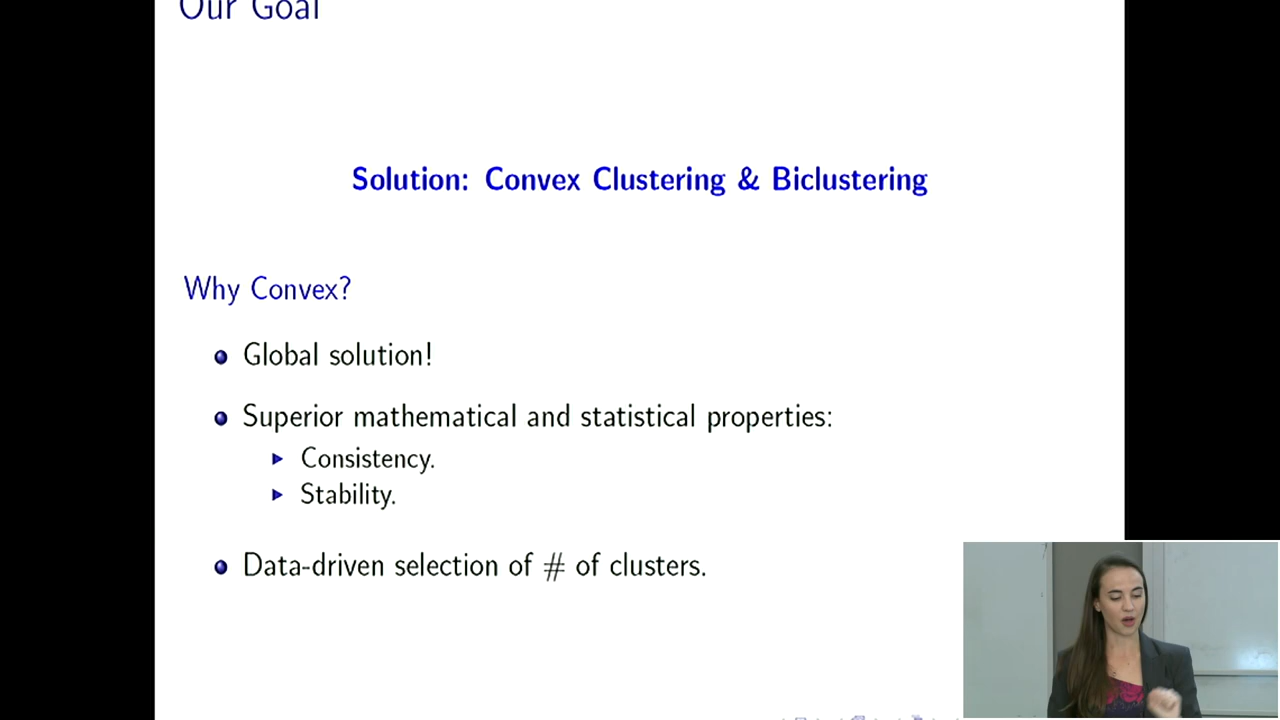 Our Goal
Solution: Convex Clustering & Biclustering
Why Convex?
Global solution!
Superior mathematical and statistical properties:
Consistency.
Stability.
Data-driven selection of # of clusters.